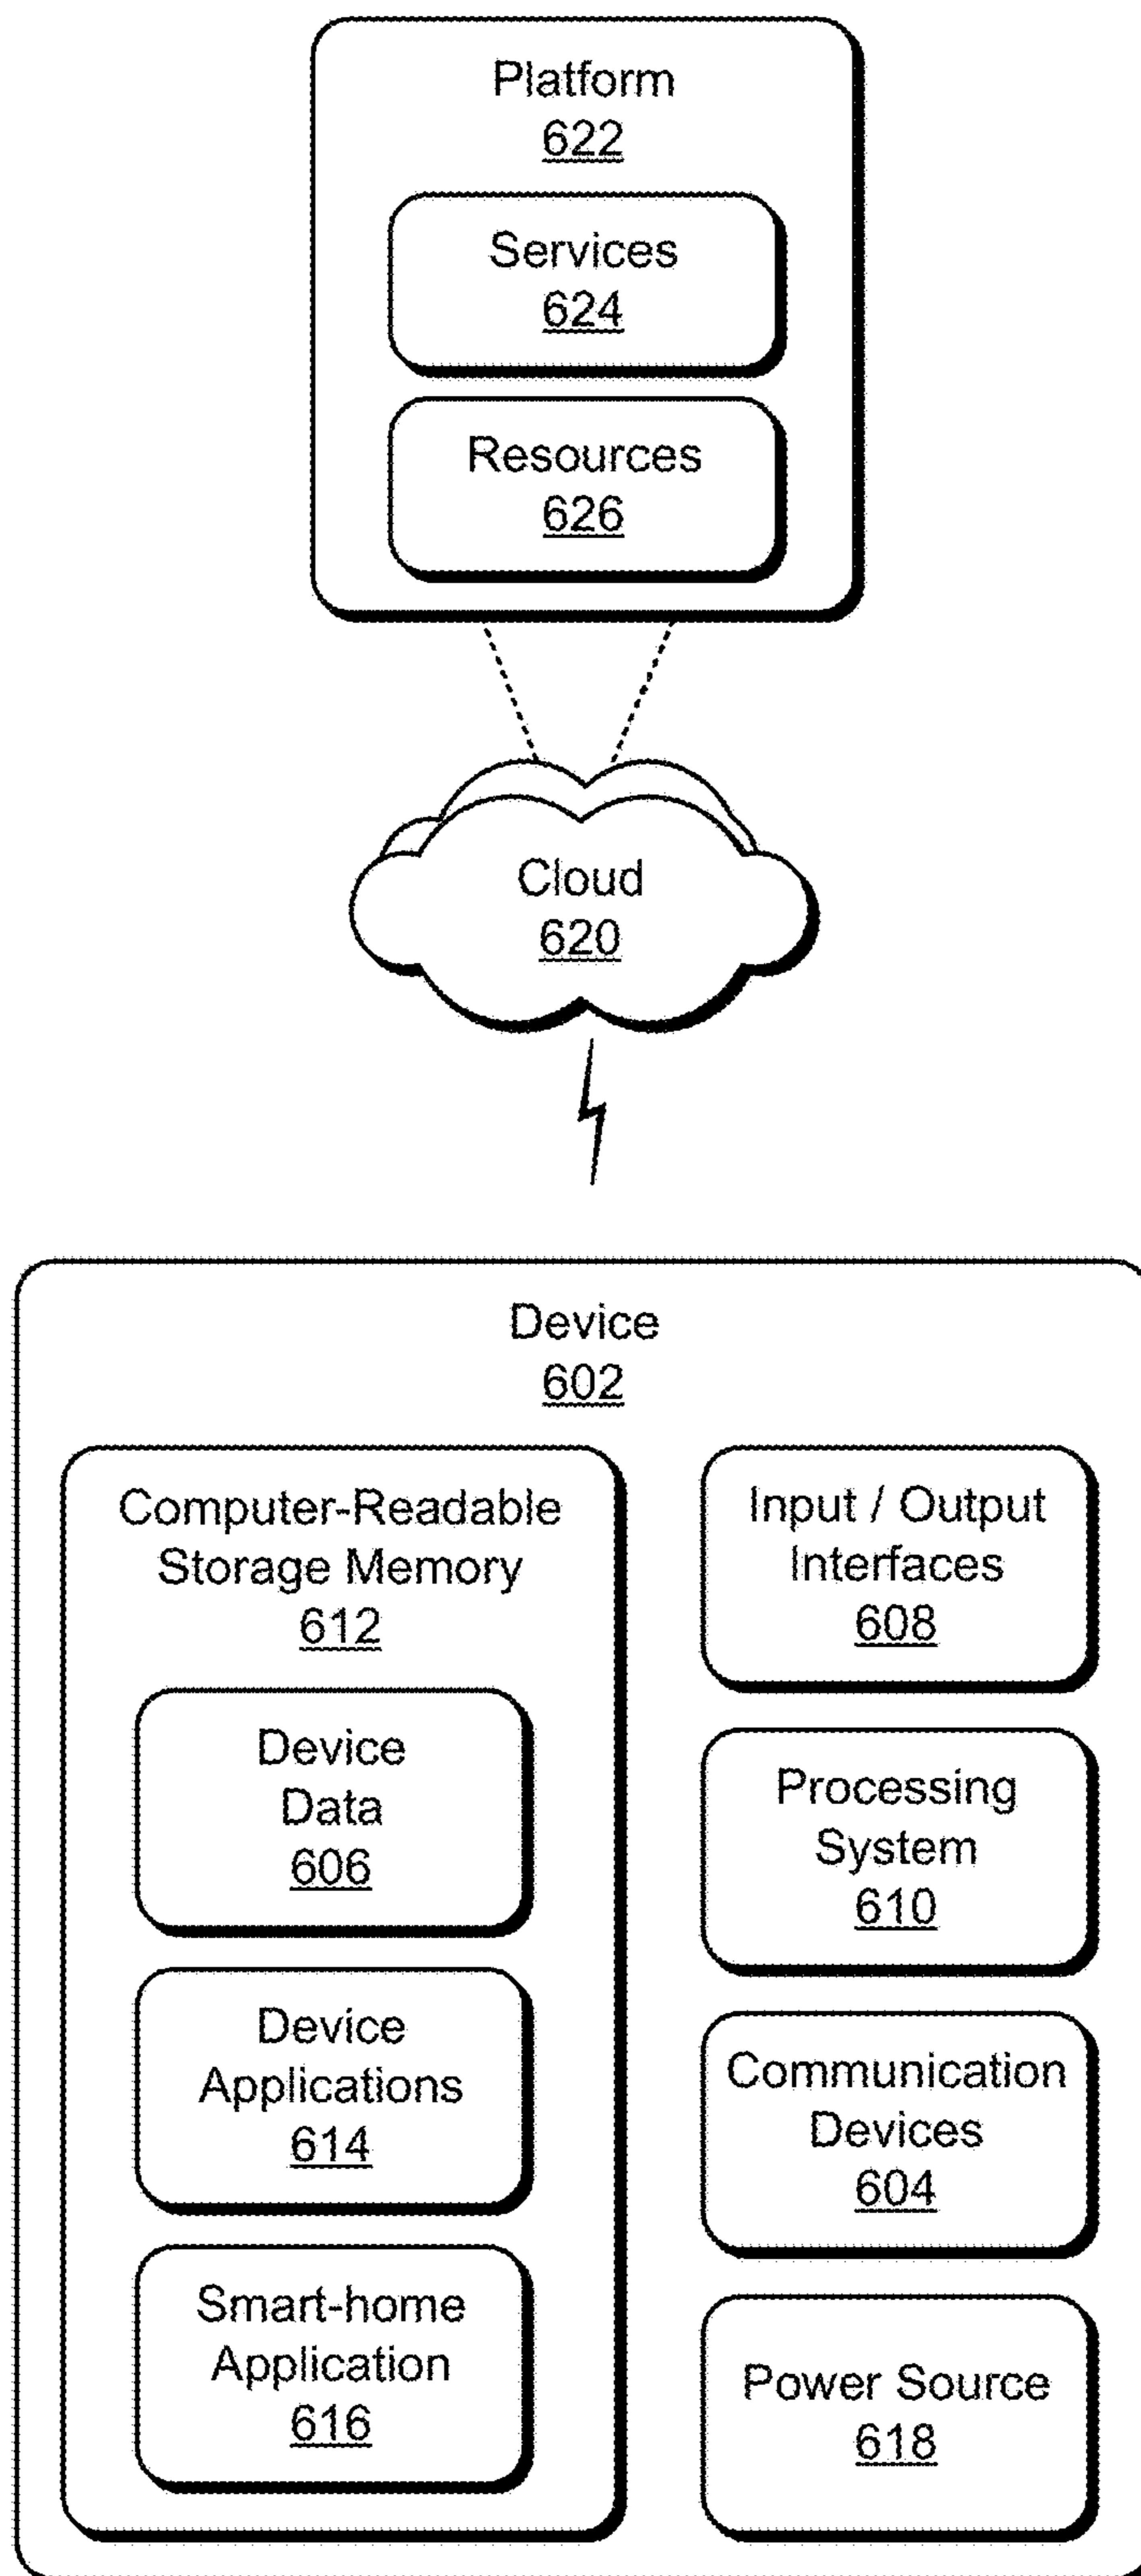 Platform
622
Services
624
Resources
626
Cloud
620
Device
602
Computer-Readable
Storage Memory
612
Device
Data
606
Device
Applications
614
Smart-home
Application
616
Input / Output
Interfaces
608
Processing
System
610
Communication
Devices
604
Power Source
618